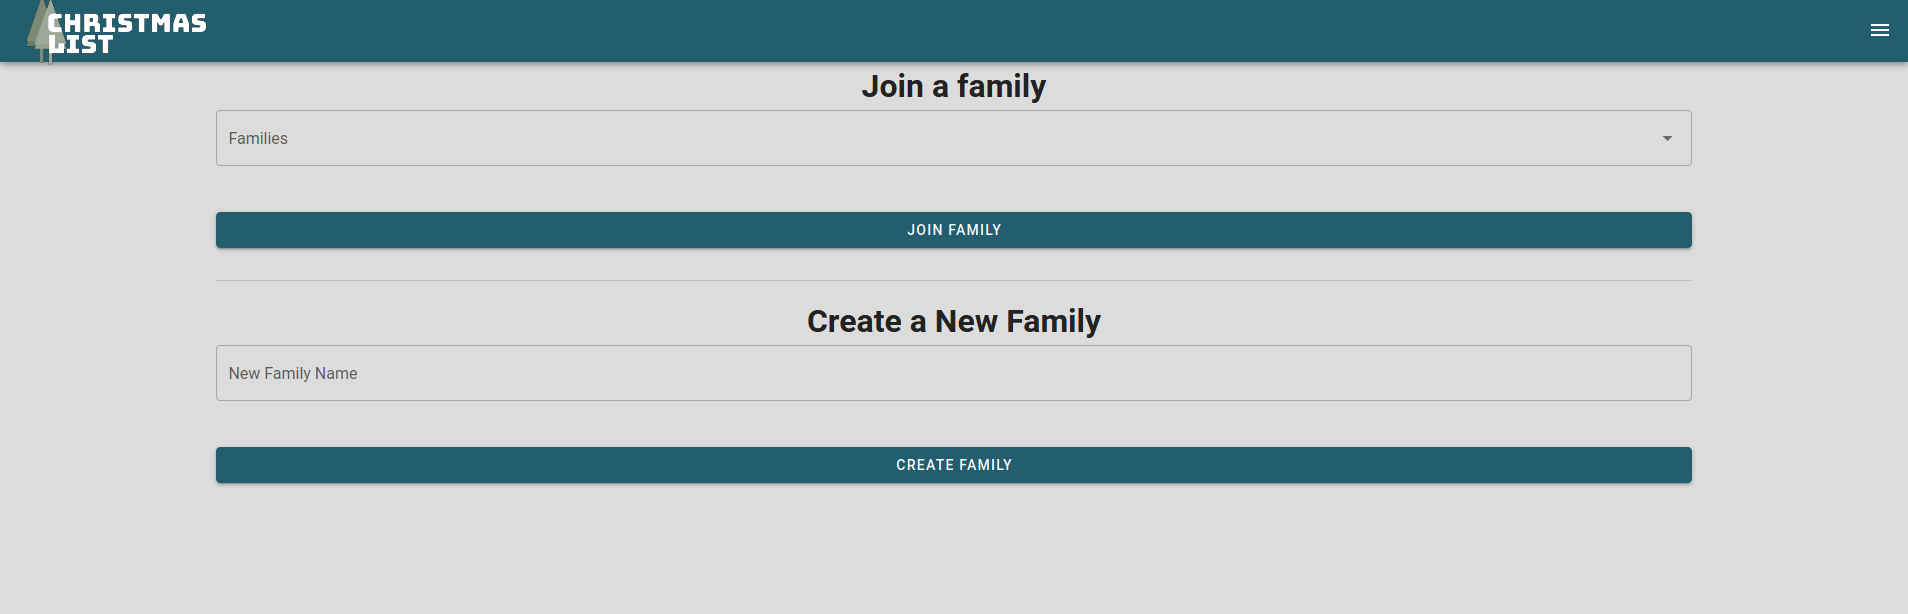 CHRISTMAS
LIST
Join a family
Families
JOIN FAMILY
Create a New Family
New Family Name
CREATE FAMILY